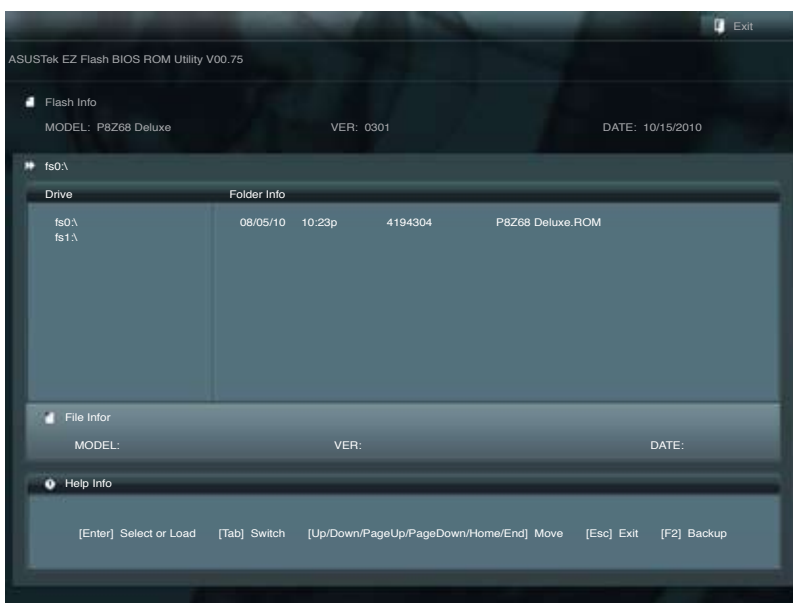 Exit
ASUSTek EZ Flash BIOS ROM Utility V00.75
Flash Info
MODEL: P8Z68 Deluxe VER: 0301 DATE: 10/15/2010
fs0:\
Drive Folder Info
fs0:\ 08/05/10 10:23p 4194304 P8Z68 Deluxe.ROM
fs1:\
File Infor
MODEL: VER: DATE:
Help Info
[Enter] Select or Load [Tab] Switch [Up/Down/PageUp/PageDown/Home/End] Move [Esc] Exit [F2] Backup